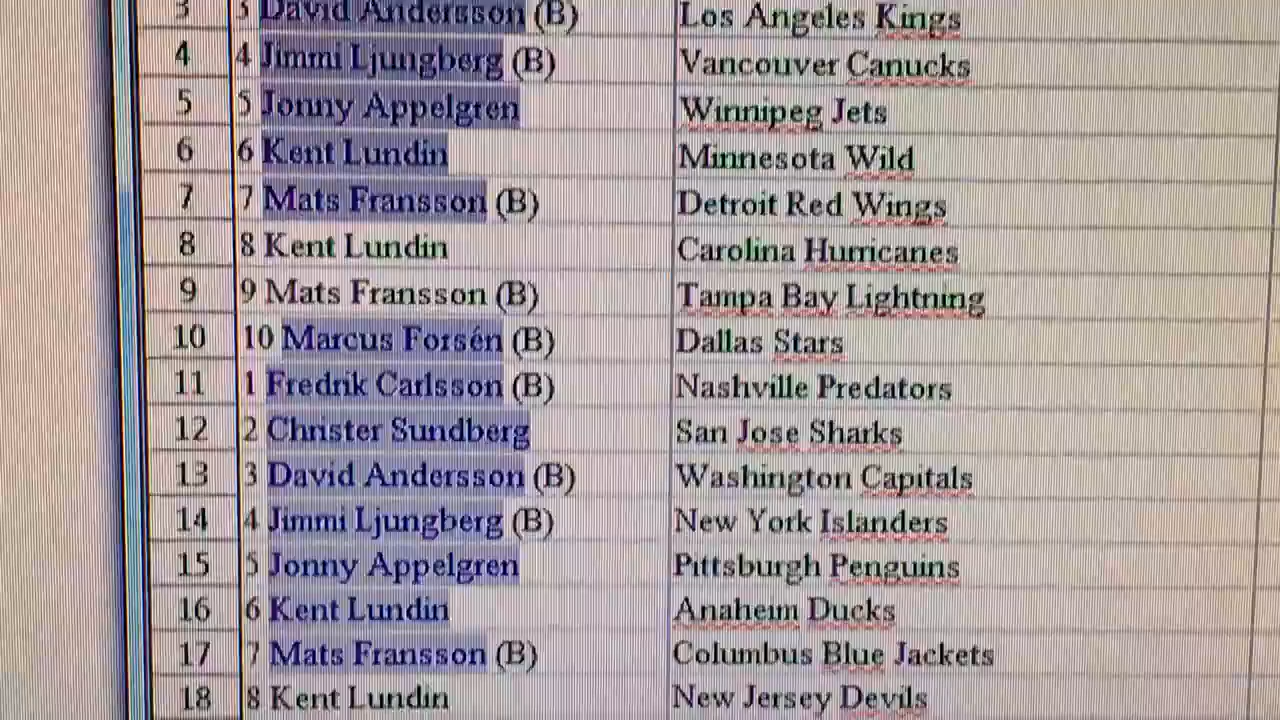 3 3 David Andersson (B) Los Angeles Kings
4 4 Jimmi Ljungberg (B) Vancouver Canucks
5 5 Jonny Appelgren Winnipeg Jets
6 6 Kent Lundin Minnesota Wild
7 7 Mats Fransson (B) Detroit Red Wings
8 8 Kent Lundin Carolina Hurricanes
9 9 Mats Fransson (B) Tampa Bay Lightning
10 10 Marcus Forsén (B) Dallas Stars
11 1 Fredrik Carlsson (B) Nashville Predators
12 2 Christer Sundberg San Jose Sharks
13 3 David Andersson (B) Washington Capitals
14 4 Jimmi Ljungberg (B) New York Islanders
15 5 Jonny Appelgren Pittsburgh Penguins
16 6 Kent Lundin Anaheim Ducks
17 7 Mats Fransson (B) Columbus Blue Jackets
18 8 Kent Lundin New Jersey Devils